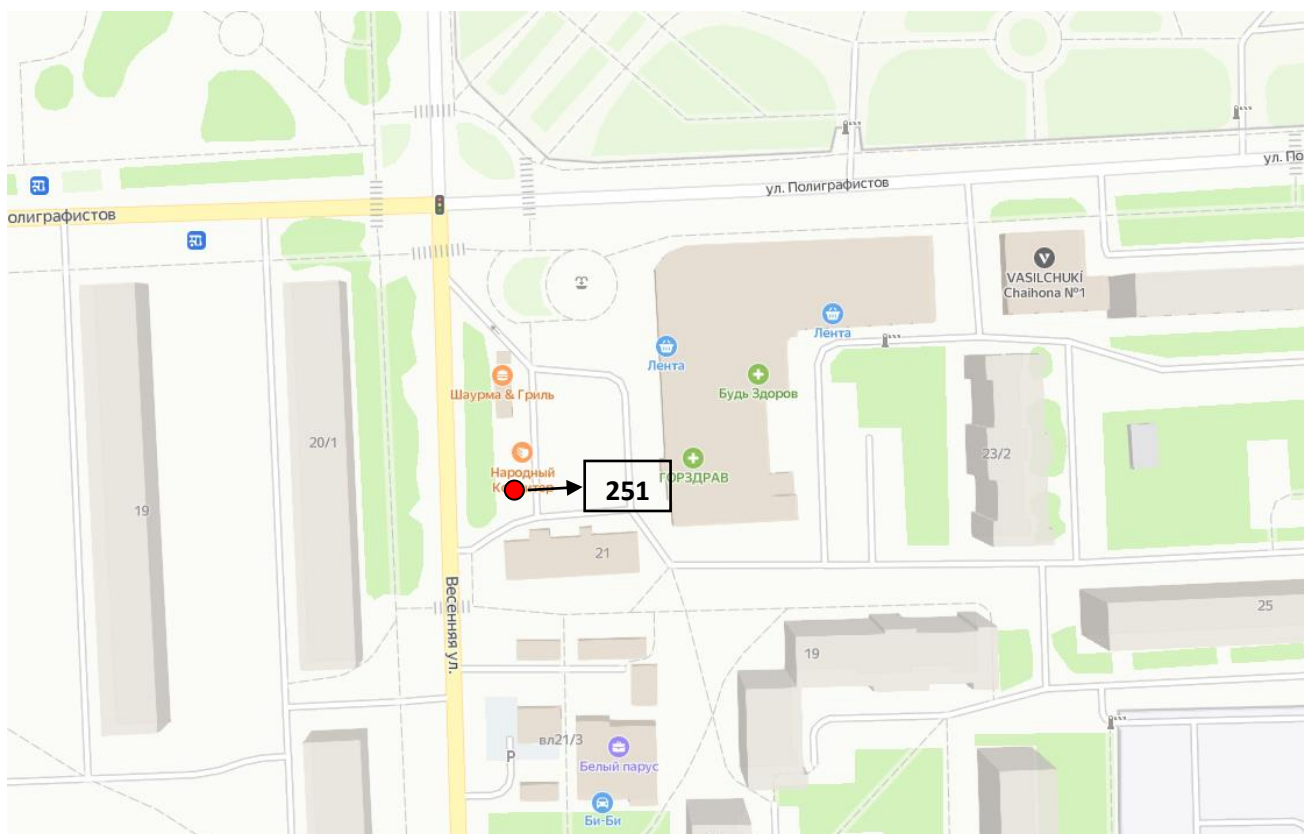 ул. По
ул. Полиграфистов
олиграфистов
VASILCHUKÍ
Chaihona №1
Лента
Лента
Будь Здоров
Шаурма & Гриль
20/1
23/2
Народный
ГОРЗДРАВ
251
19
21
Весенняя ул.
25
19
вл21/3
P
Белый парус
Би-Би